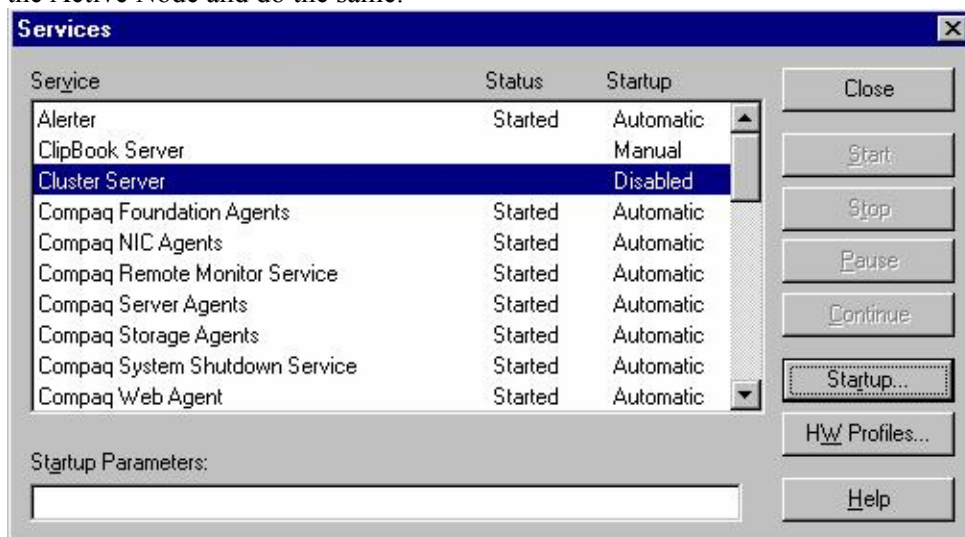 the Active Node and do the same.
Services
Service Status Startup
Alerter Started Automatic
ClipBook Server Manual
Cluster Server Disabled
Compaq Foundation Agents Started Automatic
Compaq NIC Agents Started Automatic
Compaq Remote Monitor Service Started Automatic
Compaq Server Agents Started Automatic
Compaq Storage Agents Started Automatic
Compaq System Shutdown Service Started Automatic
Compaq Web Agent Started Automatic
Startup Parameters:
Close
Start
Stop
Pause
Continue
Startup...
HW Profiles...
Help